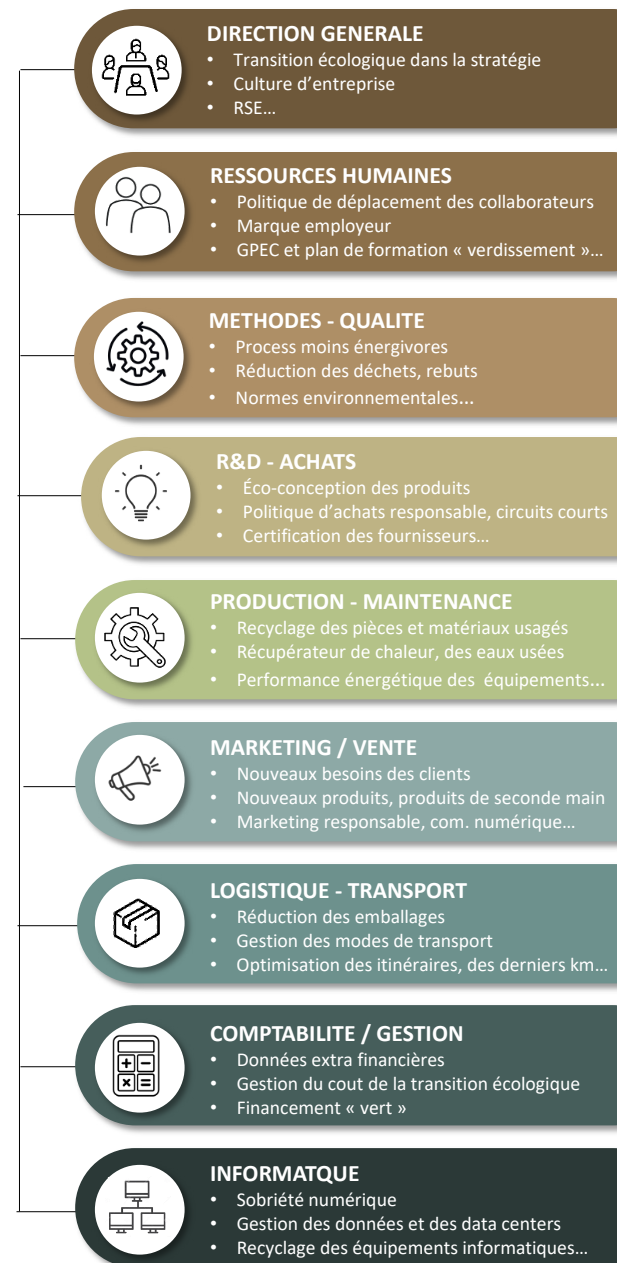 DIRECTION GENERALE
• Transition écologique dans la stratégie
• Culture d’entreprise
• RSE…
RESSOURCES HUMAINES
• Politique de déplacement des collaborateurs
• Marque employeur
• GPEC et plan de formation « verdissement »…
METHODES - QUALITE
• Process moins énergivores
• Réduction des déchets, rebuts
• Normes environnementales…
R&D - ACHATS
• Éco-conception des produits
• Politique d’achats responsable, circuits courts
• Certification des fournisseurs…
PRODUCTION - MAINTENANCE
• Recyclage des pièces et matériaux usagés
• Récupérateur de chaleur, des eaux usées
• Performance énergétique des équipements…
MARKETING / VENTE
• Nouveaux besoins des clients
• Nouveaux produits, produits de seconde main
• Marketing responsable, com. numérique…
LOGISTIQUE - TRANSPORT
• Réduction des emballages
• Gestion des modes de transport
• Optimisation des itinéraires, des derniers km…
COMPTABILITE / GESTION
• Données extra financières
• Gestion du cout de la transition écologique
• Financement « vert »
INFORMATQUE
• Sobriété numérique
• Gestion des données et des data centers
• Recyclage des équipements informatiques…